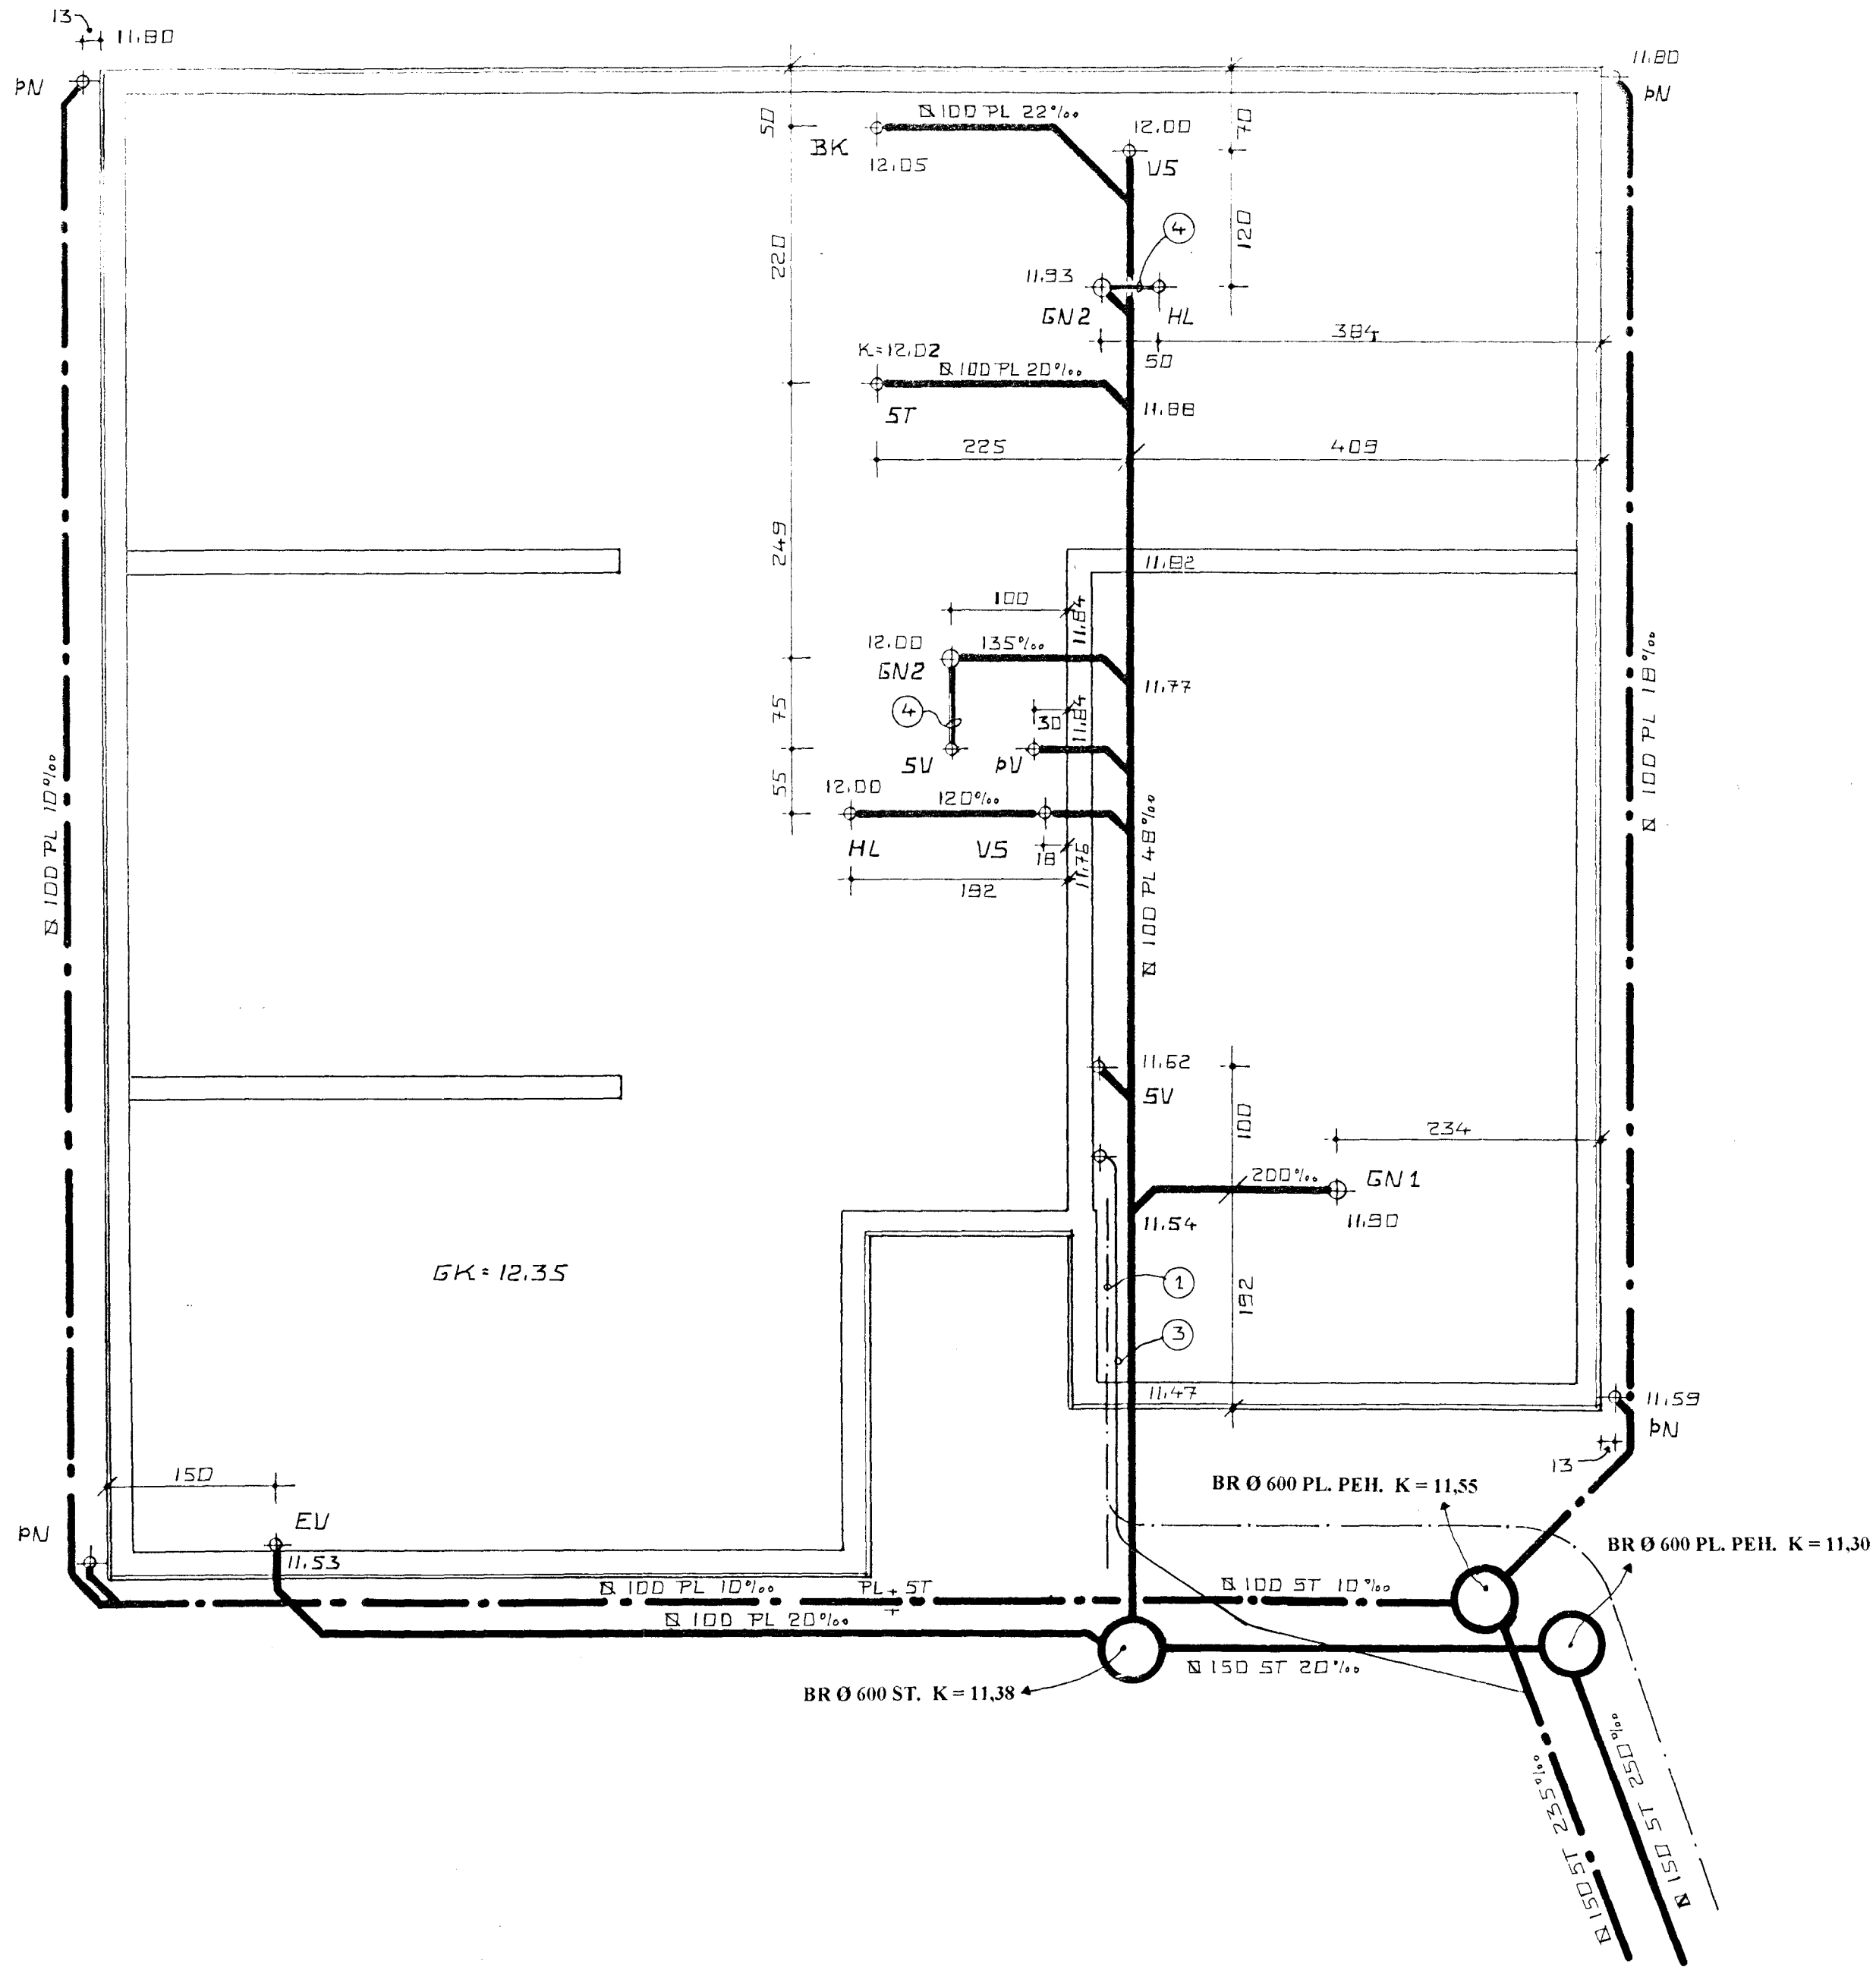 13
11.80
11.80
ÞN
ÞN
Ø 100 PL 22‰
50
70
12.00
BK
12.05
VS
4
120
220
11.93
GN2
HL
384
50
K=12.02
Ø 100 PL 20‰
ST
11.88
225
409
249
11.82
100
11.84
12.00
135‰
GN2
11.77
75
4
30
11.84
SV
ÞV
55
12.00
120‰
HL
VS
18
11.76
192
Ø 100 PL 48‰
Ø 100 PL 10‰
Ø 100 PL 18‰
11.62
SV
100
234
200‰
GN1
11.54
11.90
GK=12.35
1
192
3
11.47
11.59
ÞN
13
150
BR Ø 600 PL. PEH. K = 11,55
EV
ÞN
BR Ø 600 PL. PEH. K = 11,30
11.53
Ø 100 PL 10‰
PL + ST
Ø 100 ST 10‰
Ø 100 PL 20‰
Ø 150 ST 20‰
BR Ø 600 ST. K = 11,38
Ø 150 ST 235‰
Ø 150 ST 250‰